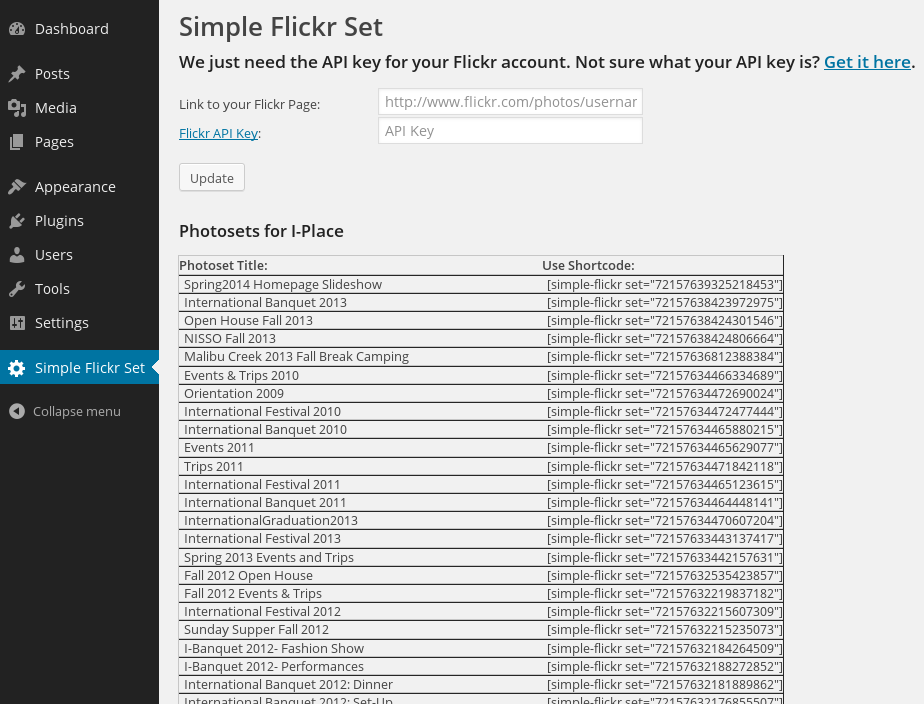 Dashboard
Posts
Media
Pages
Appearance
Plugins
Users
Tools
Settings
Simple Flickr Set
Collapse menu
Simple Flickr Set
We just need the API key for your Flickr account. Not sure what your API key is? Get it here.
Link to your Flickr Page: http://www.flickr.com/photos/usernar
Flickr API Key: API Key
Update
Photosets for I-Place
Photoset Title: Use Shortcode:
Spring2014 Homepage Slideshow [simple-flickr set="72157639325218453"]
International Banquet 2013 [simple-flickr set="72157638423972975"]
Open House Fall 2013 [simple-flickr set="72157638424301546"]
NISSO Fall 2013 [simple-flickr set="72157638424806664"]
Malibu Creek 2013 Fall Break Camping [simple-flickr set="72157636812388384"]
Events & Trips 2010 [simple-flickr set="72157634466334689"]
Orientation 2009 [simple-flickr set="72157634472690024"]
International Festival 2010 [simple-flickr set="72157634472477444"]
International Banquet 2010 [simple-flickr set="72157634465880215"]
Events 2011 [simple-flickr set="72157634465629077"]
Trips 2011 [simple-flickr set="72157634471842118"]
International Festival 2011 [simple-flickr set="72157634465123615"]
International Banquet 2011 [simple-flickr set="72157634464448141"]
InternationalGraduation2013 [simple-flickr set="72157634470607204"]
International Festival 2013 [simple-flickr set="72157633443137417"]
Spring 2013 Events and Trips [simple-flickr set="72157633442157631"]
Fall 2012 Open House [simple-flickr set="72157632535423857"]
Fall 2012 Events & Trips [simple-flickr set="72157632219837182"]
International Festival 2012 [simple-flickr set="72157632215607309"]
Sunday Supper Fall 2012 [simple-flickr set="72157632215235073"]
I-Banquet 2012- Fashion Show [simple-flickr set="72157632184264509"]
I-Banquet 2012- Performances [simple-flickr set="72157632188272852"]
International Banquet 2012: Dinner [simple-flickr set="72157632181889862"]
International Banquet 2012: Set-Up [simple-flickr set="72157632176855507"]